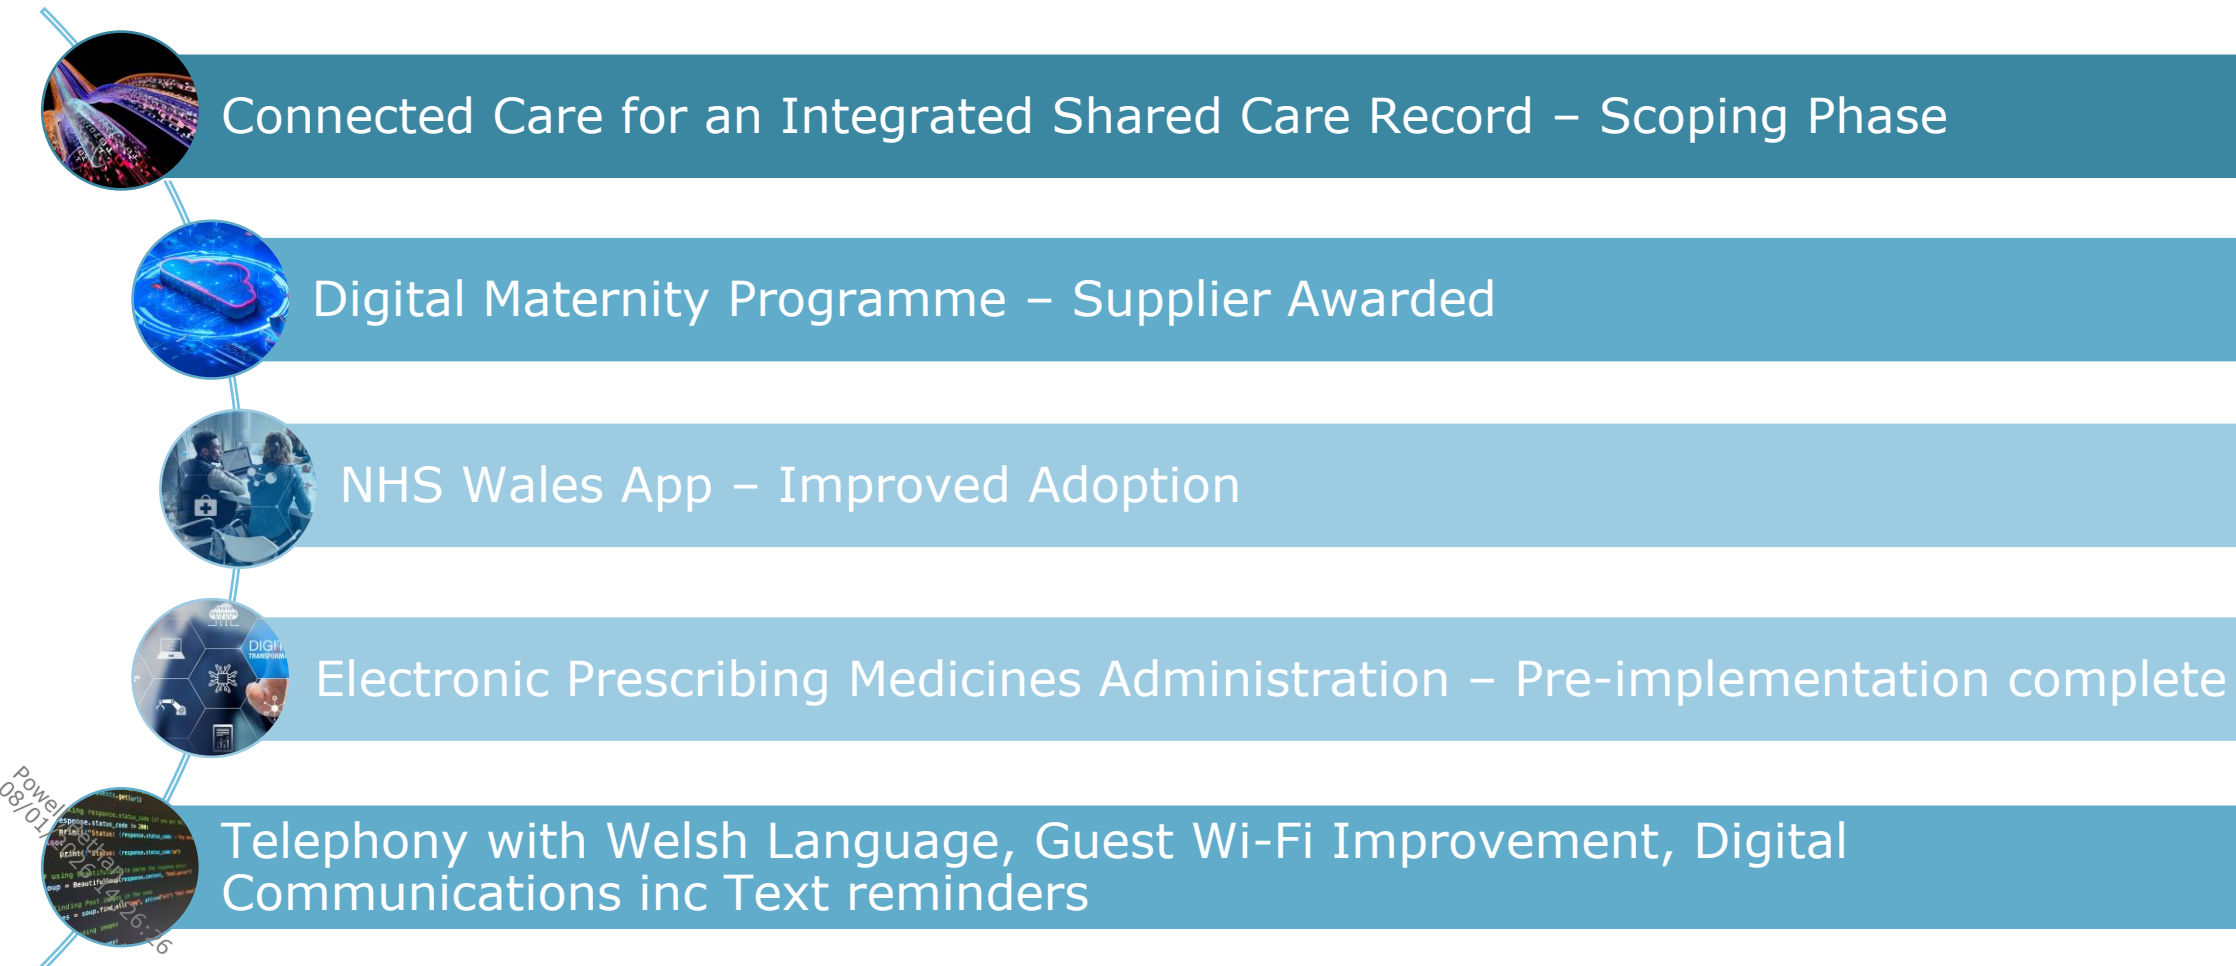 Connected Care for an Integrated Shared Care Record – Scoping Phase
Digital Maternity Programme – Supplier Awarded
NHS Wales App – Improved Adoption
DIGIT
TRANSFORM
Electronic Prescribing Medicines Administration – Pre-implementation complete
Telephony with Welsh Language, Guest Wi-Fi Improvement, Digital
Communications inc Text reminders